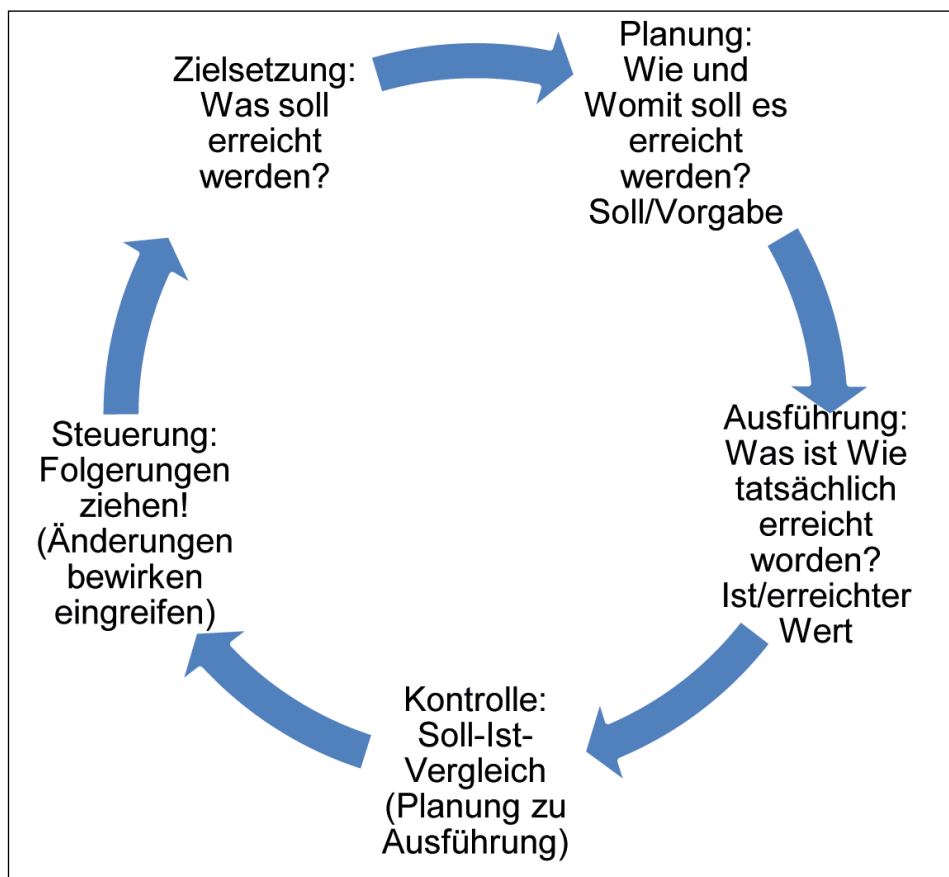 Zielsetzung:
Was soll
erreicht
werden?
Planung:
Wie und
Womit soll es
erreicht
werden?
Soll/Vorgabe
Ausführung:
Was ist Wie
tatsächlich
erreicht
worden?
Ist/erreichter
Wert
Kontrolle:
Soll-Ist-
Vergleich
(Planung zu
Ausführung)
Steuerung:
Folgerungen
ziehen!
(Änderungen
bewirken
eingreifen)